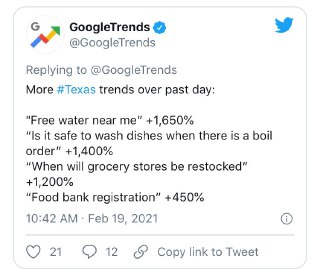 GoogleTrends
@GoogleTrends
Replying to @GoogleTrends
More #Texas trends over past day:
"Free water near me" +1,650%
"Is it safe to wash dishes when there is a boil
order" +1,400%
"When will grocery stores be restocked"
+1,200%
"Food bank registration" +450%
10:42 AM · Feb 19, 2021
21
12
Copy link to Tweet